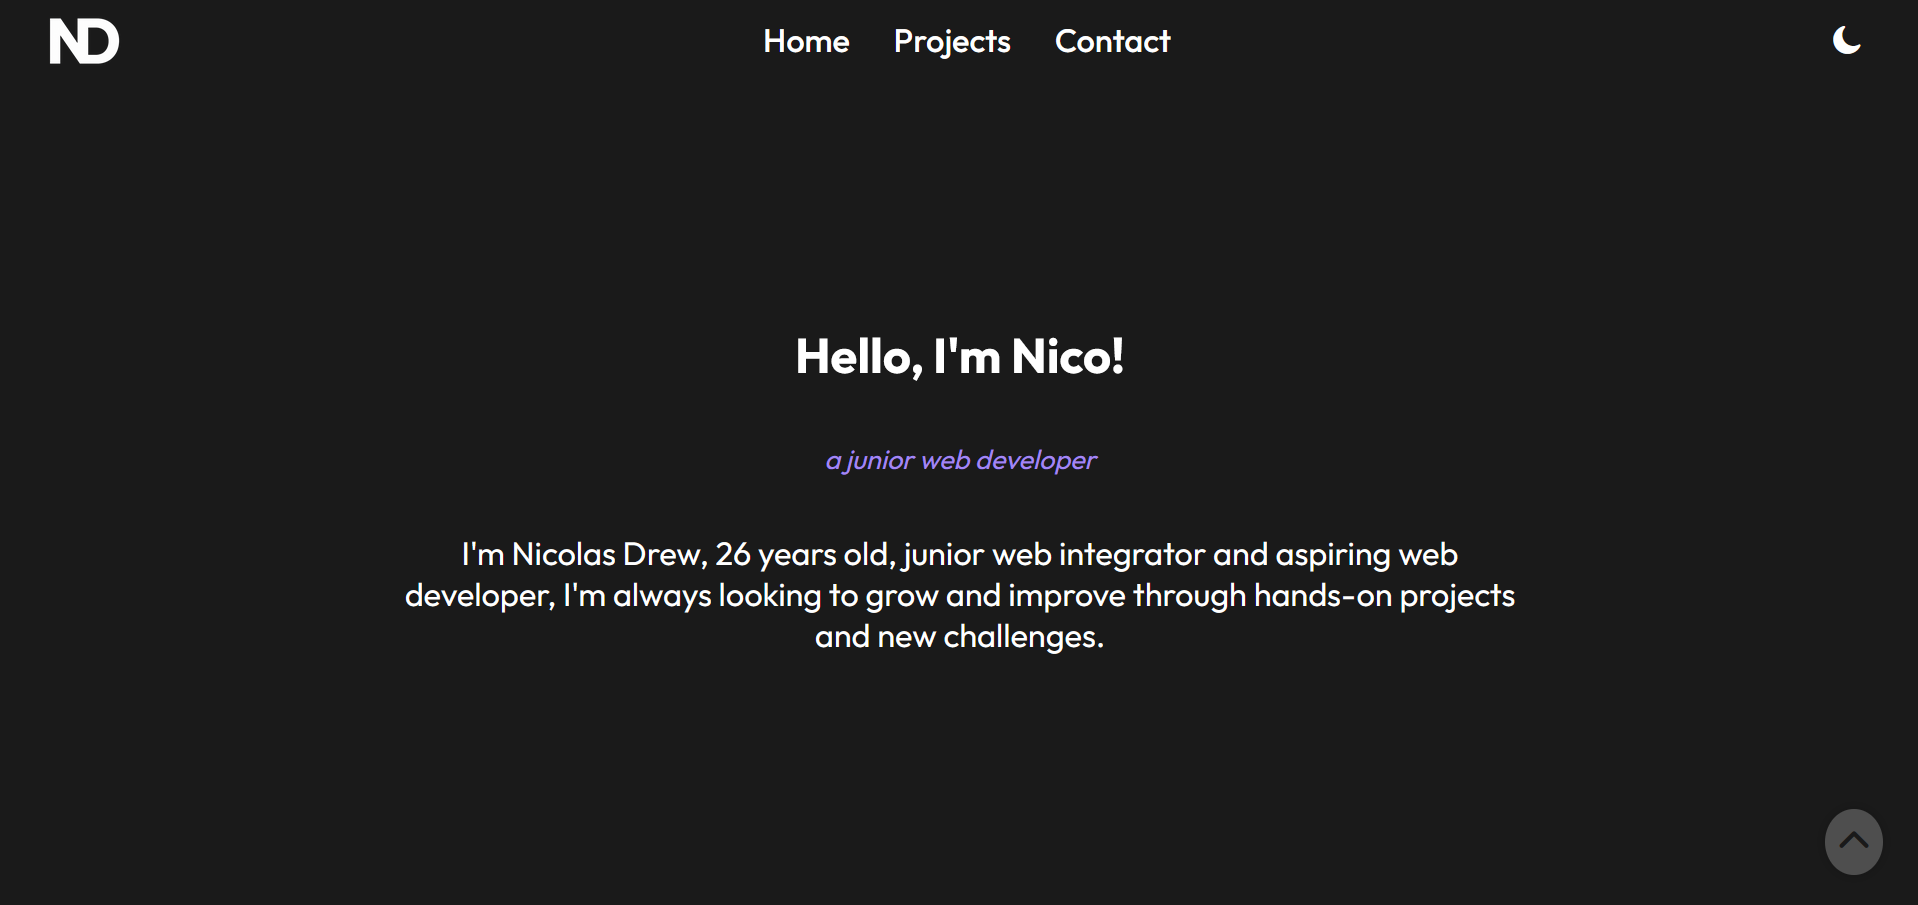 ND
Home Projects Contact
Hello, I'm Nico!
a junior web developer
I'm Nicolas Drew, 26 years old, junior web integrator and aspiring web
developer, I'm always looking to grow and improve through hands-on projects
and new challenges.